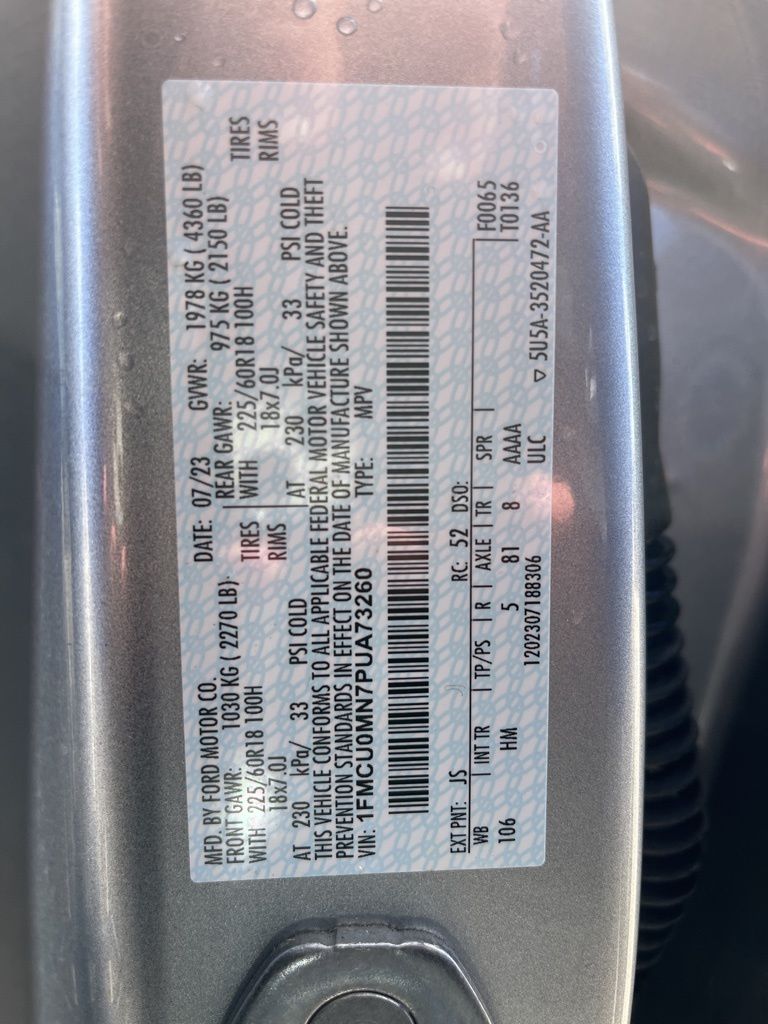 MFD. BY FORD MOTOR CO.
DATE: 07/23 GVWR: 1978 KG ( 4360 LB)
FRONT GAWR: 1030 KG ( 2270 LB) REAR GAWR: 975 KG ( 2150 LB)
WITH 225/60R18 100H TIRES WITH 225/60R18 100H TIRES
18x7.0J RIMS 18x7.0J RIMS
AT 230 kPa/ 33 PSI COLD AT 230 kPa/ 33 PSI COLD
THIS VEHICLE CONFORMS TO ALL APPLICABLE FEDERAL MOTOR VEHICLE SAFETY AND THEFT
PREVENTION STANDARDS IN EFFECT ON THE DATE OF MANUFACTURE SHOWN ABOVE.
VIN: 1FMCU0MN7PUA73260 TYPE: MPV
EXT PNT: JS RC: 52 DSO:
WB INT TR TP/PS R AXLE TR SPR F0065
106 HM 5 81 8 AAAA T0136
1202307188306 ULC ▽ 5U5A-3520472-AA